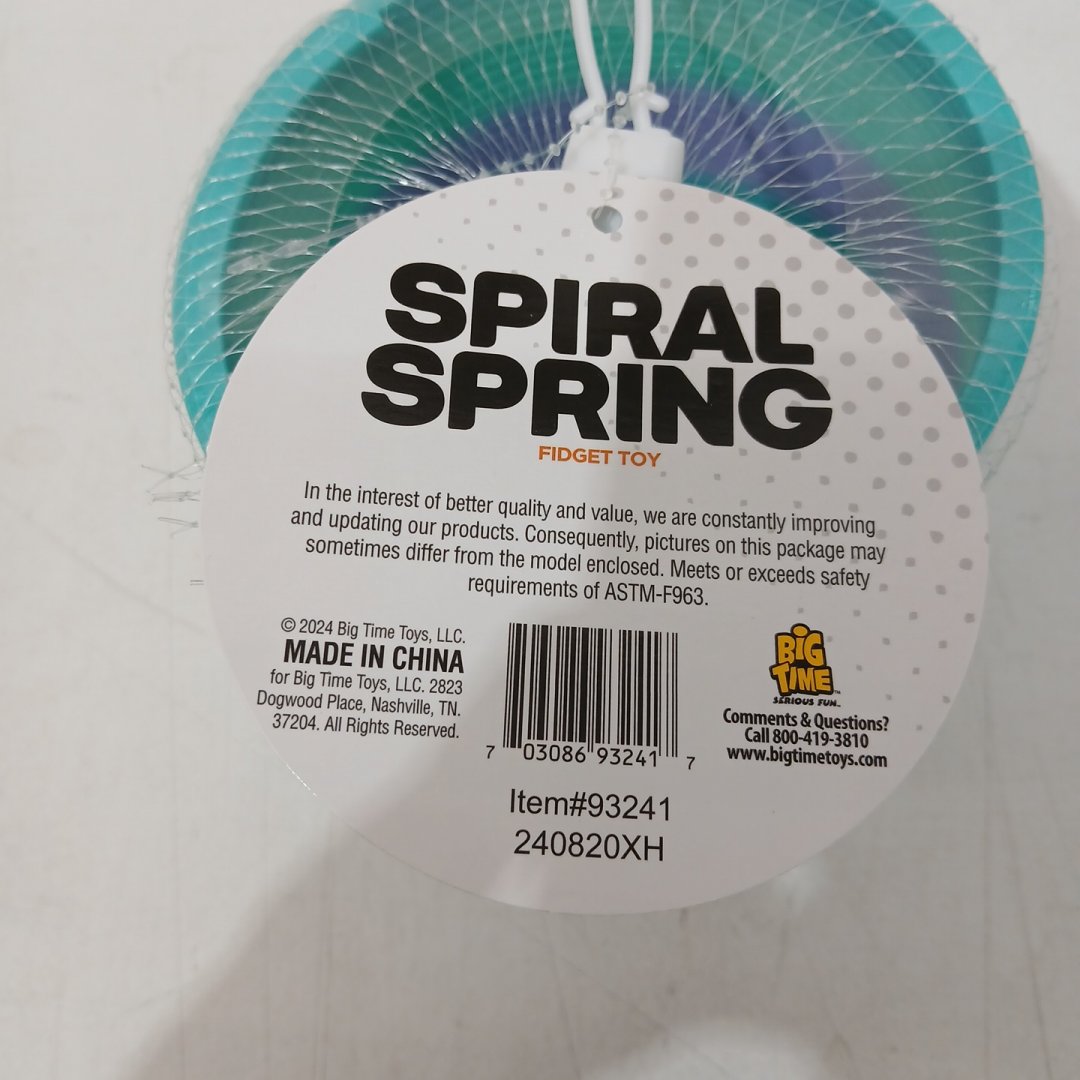 SPIRAL
SPRING
FIDGET TOY
In the interest of better quality and value, we are constantly improving
and updating our products. Consequently, pictures on this package may
sometimes differ from the model enclosed. Meets or exceeds safety
requirements of ASTM-F963.
© 2024 Big Time Toys, LLC.
MADE IN CHINA
for Big Time Toys, LLC. 2823
Dogwood Place, Nashville, TN.
37204. All Rights Reserved.
7 03086 93241 7
BIG
TIME™
SERIOUS FUN™
Comments & Questions?
Call 800-419-3810
www.bigtimetoys.com
Item#93241
240820XH